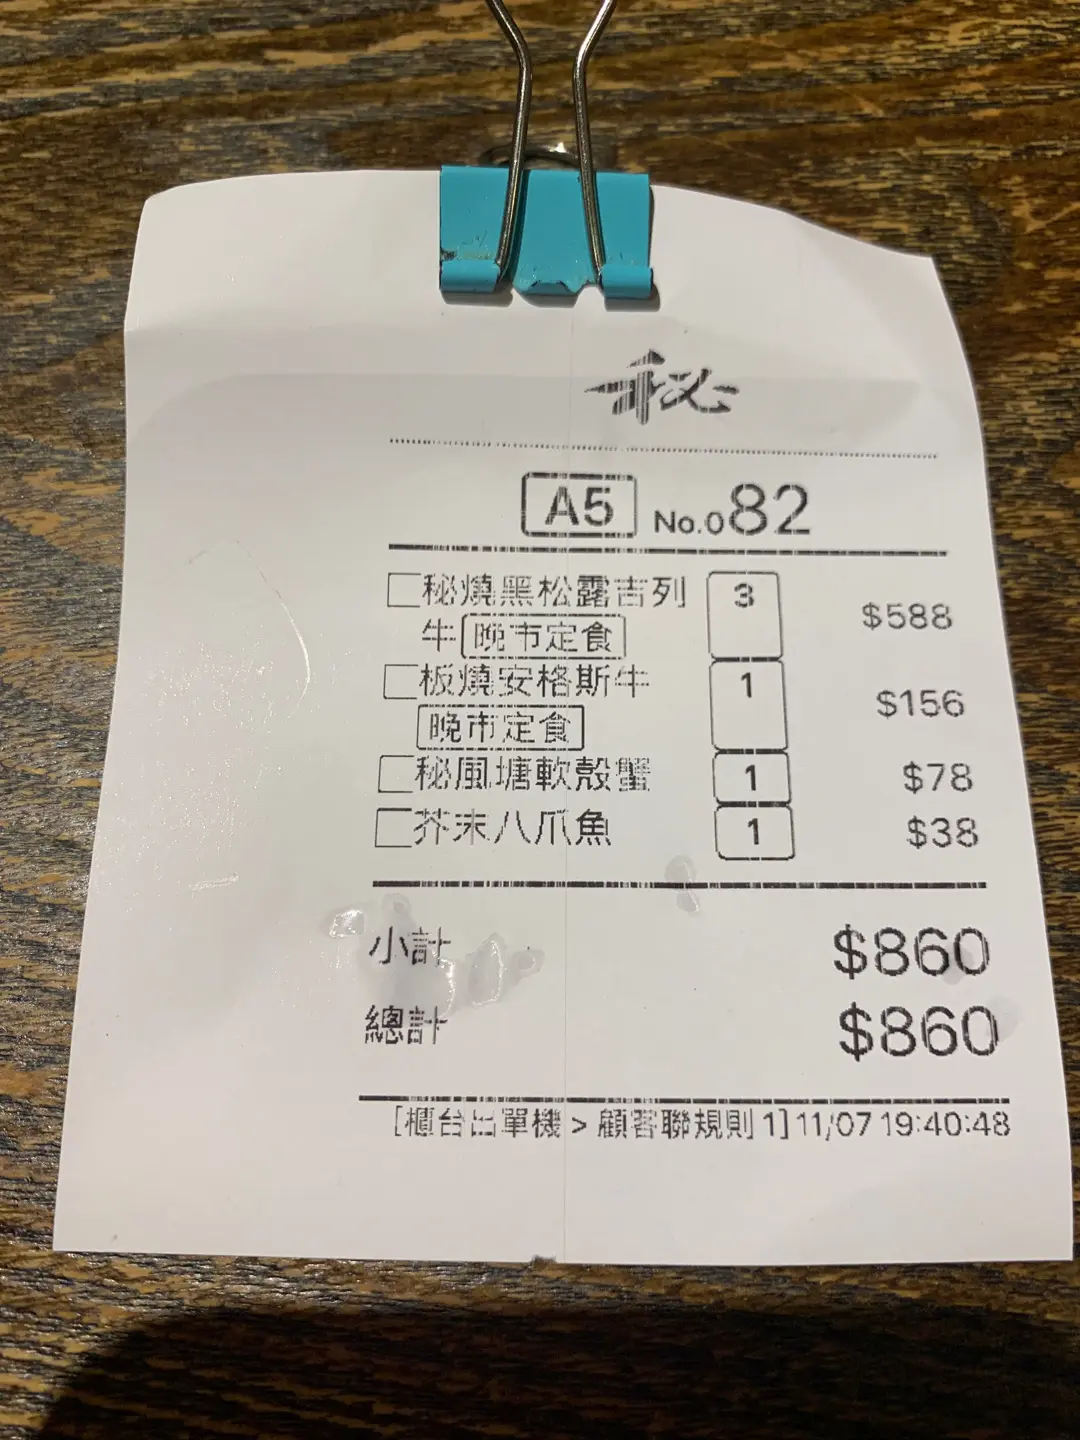 秘
A5 No.082
□秘燒黑松露吉列 3 $588
牛 晚市定食
□板燒安格斯牛 1 $156
晚市定食
□秘風塘軟殼蟹 1 $78
□芥末八爪魚 1 $38
小計 $860
總計 $860
[櫃台出單機 > 顧客聯規則 1] 11/07 19:40:48